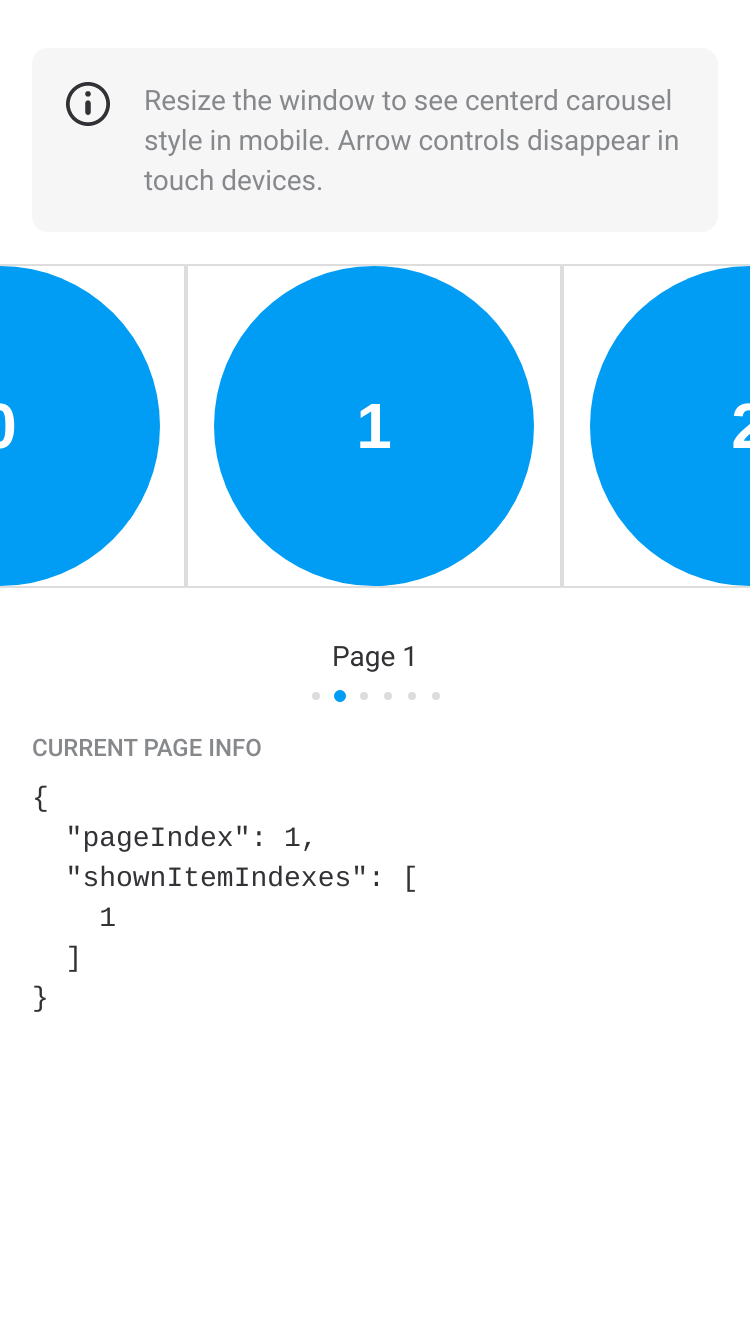 Resize the window to see centerd carousel
style in mobile. Arrow controls disappear in
touch devices.
0 1 2
Page 1
CURRENT PAGE INFO
{
  "pageIndex": 1,
  "shownItemIndexes": [
    1
  ]
}